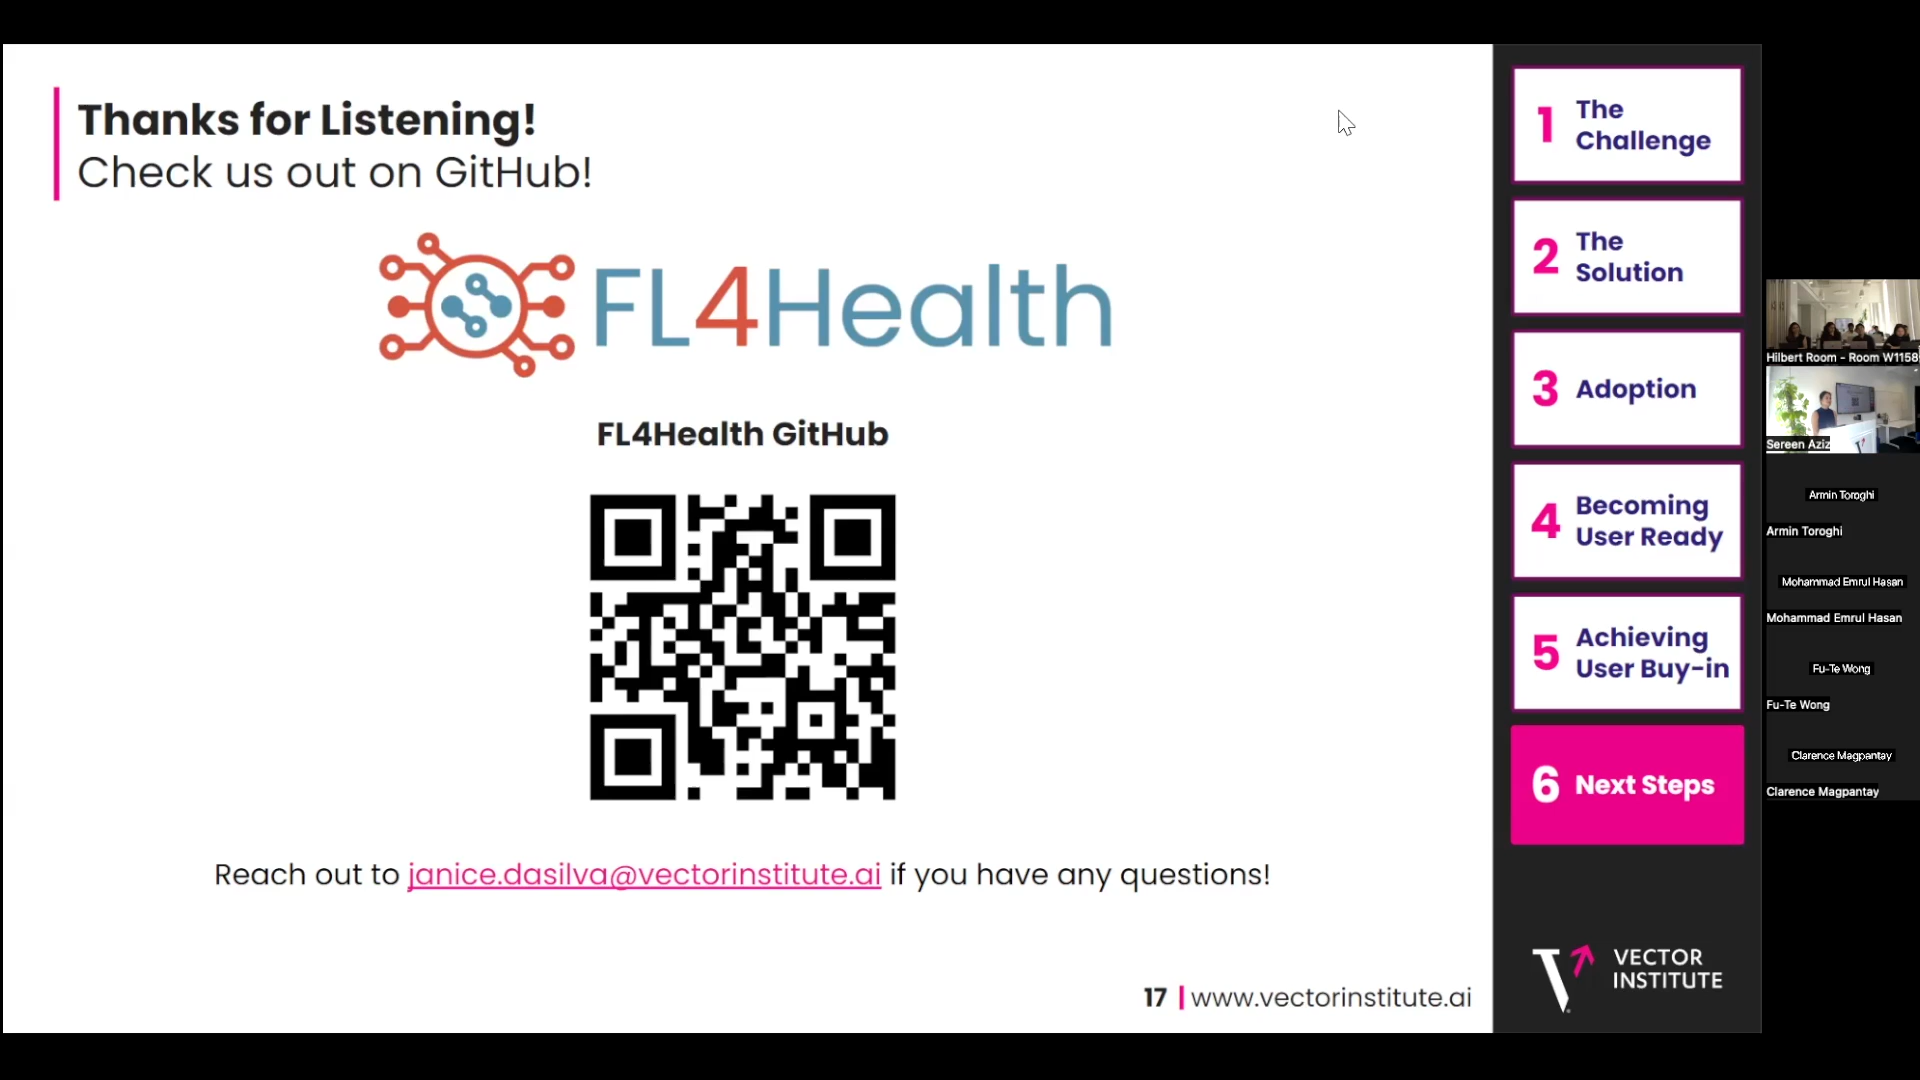 Thanks for Listening!
Check us out on GitHub!
FL4Health
FL4Health GitHub
Reach out to janice.dasilva@vectorinstitute.ai if you have any questions!
17 | www.vectorinstitute.ai
1 The
Challenge
2 The
Solution
3 Adoption
4 Becoming
User Ready
5 Achieving
User Buy-in
6 Next Steps
VECTOR
INSTITUTE
Hilbert Room - Room W1158
Sereen Aziz
Armin Toroghi
Armin Toroghi
Mohammad Emrul Hasan
Mohammad Emrul Hasan
Fu-Te Wong
Fu-Te Wong
Clarence Magpantay
Clarence Magpantay